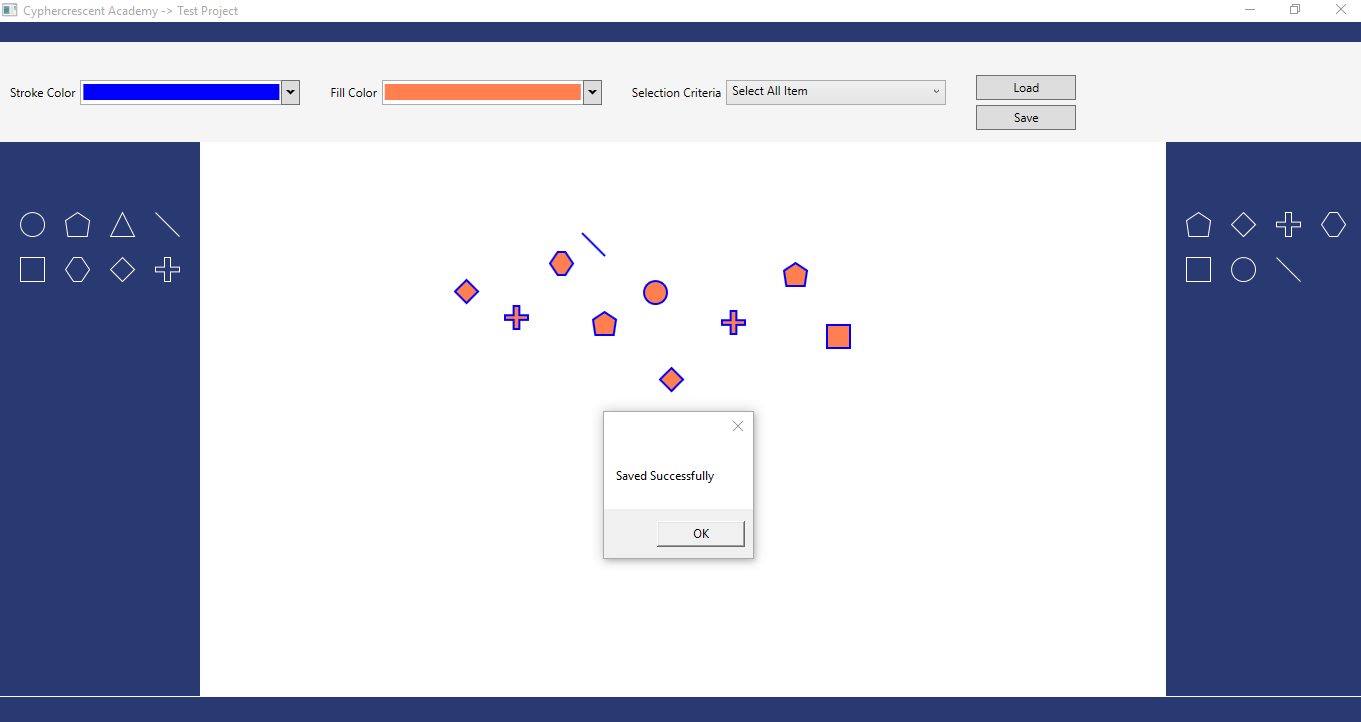 Cyphercrescent Academy -> Test Project
Stroke Color
Fill Color
Selection Criteria
Select All Item
Load
Save
Saved Successfully
OK